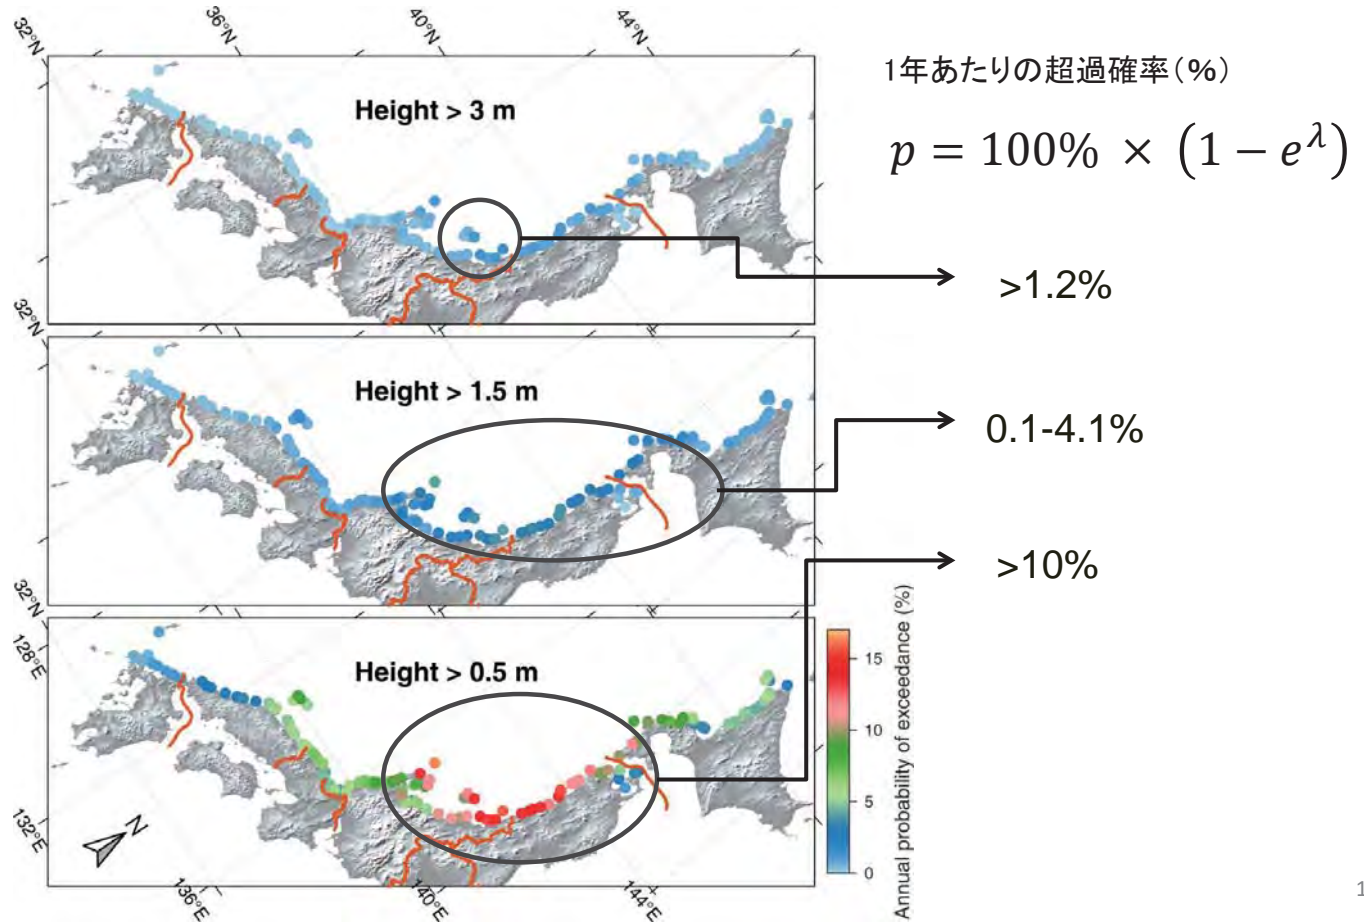 32°N
36°N
40°N
44°N
Height > 3 m
1年あたりの超過確率(%)
p = 100% × (1 − e^λ)
>1.2%
32°N
Height > 1.5 m
0.1-4.1%
32°N
>10%
128°E
Height > 0.5 m
132°E
N
136°E
140°E
144°E
15
10
5
0
Annual probability of exceedance (%)
1